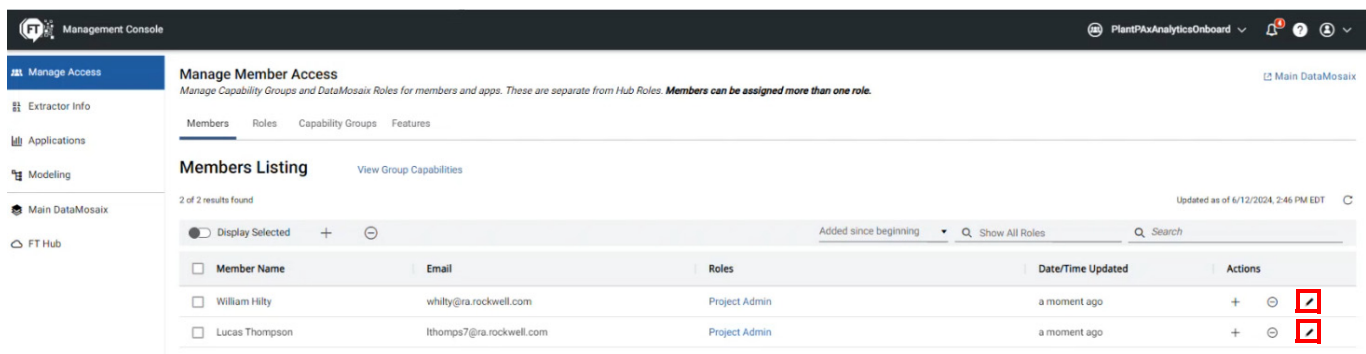 FT Management Console
PlantPAxAnalyticsOnboard
4
?
Manage Access
Extractor Info
Applications
Modeling
Main DataMosaix
FT Hub
Manage Member Access
Main DataMosaix
Manage Capability Groups and DataMosaix Roles for members and apps. These are separate from Hub Roles. Members can be assigned more than one role.
Members Roles Capability Groups Features
Members Listing View Group Capabilities
2 of 2 results found
Updated as of 6/12/2024, 2:46 PM EDT
Display Selected
Added since beginning Show All Roles Search
Member Name Email Roles Date/Time Updated Actions
William Hilty whilty@ra.rockwell.com Project Admin a moment ago
Lucas Thompson lthomps7@ra.rockwell.com Project Admin a moment ago